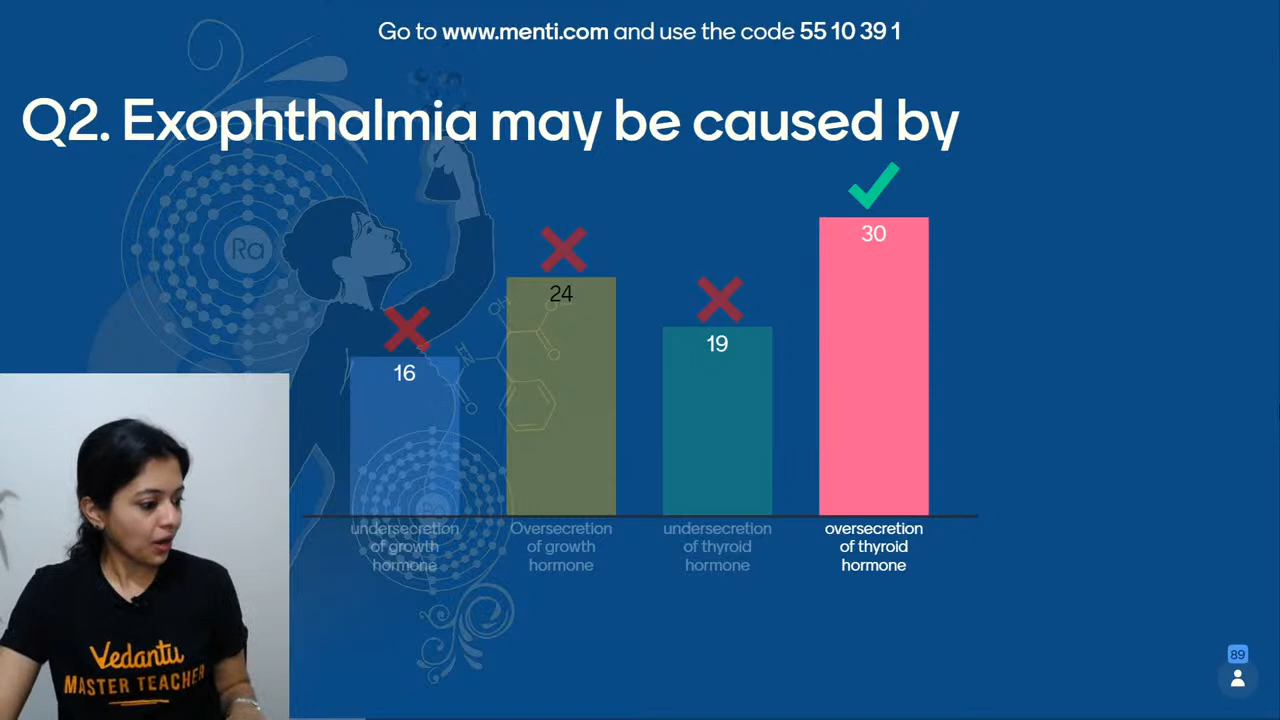 Go to www.menti.com and use the code 55 10 39 1
Q2. Exophthalmia may be caused by
Ra
16
24
19
30
OH
O
HN
O
O
undersecretion
of growth
hormone
Oversecretion
of growth
hormone
undersecretion
of thyroid
hormone
oversecretion
of thyroid
hormone
Vedantu
MASTER TEACHER
89